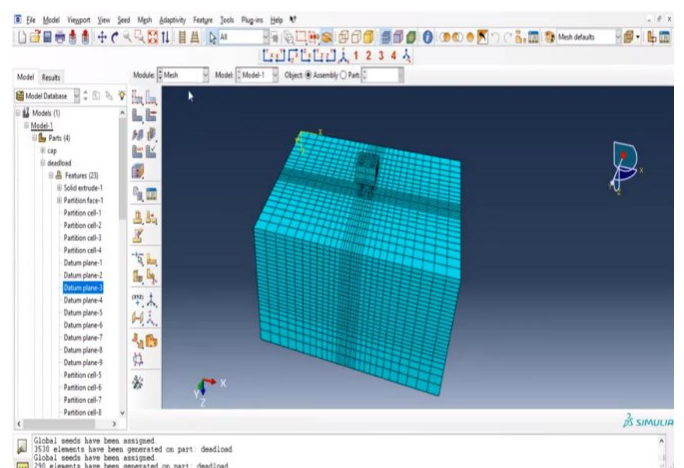 File Model Viewport View Seed Mesh Adaptivity Feature Tools Plug-ins Help
All
Mesh defaults
1 2 3 4
Model Results
Module: Mesh Model: Model-1 Object: Assembly Part:
Model Database
Models (1)
Model-1
Parts (4)
cap
deadload
Features (23)
Solid extrude-1
Partition face-1
Partition cell-1
Partition cell-2
Partition cell-3
Partition cell-4
Datum plane-1
Datum plane-2
Datum plane-3
Datum plane-4
Datum plane-5
Datum plane-6
Datum plane-7
Datum plane-8
Datum plane-9
Partition cell-5
Partition cell-6
Partition cell-7
Partition cell-8
X
Y
Z
X
SIMULIA
Global seeds have been assigned.
3530 elements have been generated on part: deadload
Global seeds have been assigned.
290 elements have been generated on part: deadload